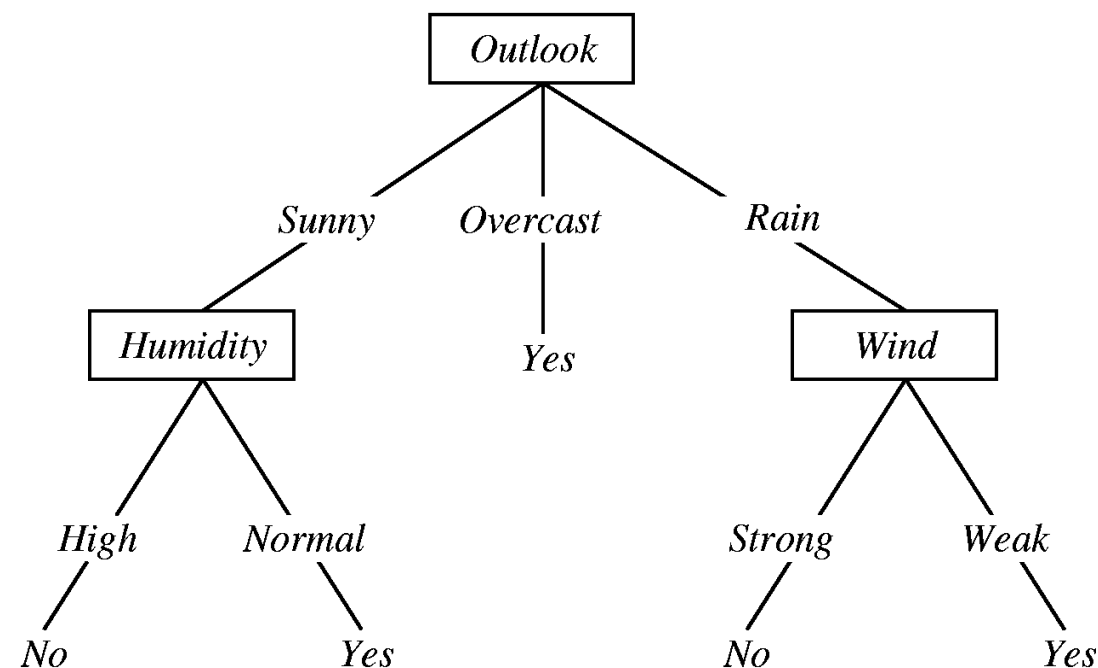 Outlook
Sunny Overcast Rain
Humidity Yes Wind
High Normal Strong Weak
No Yes No Yes